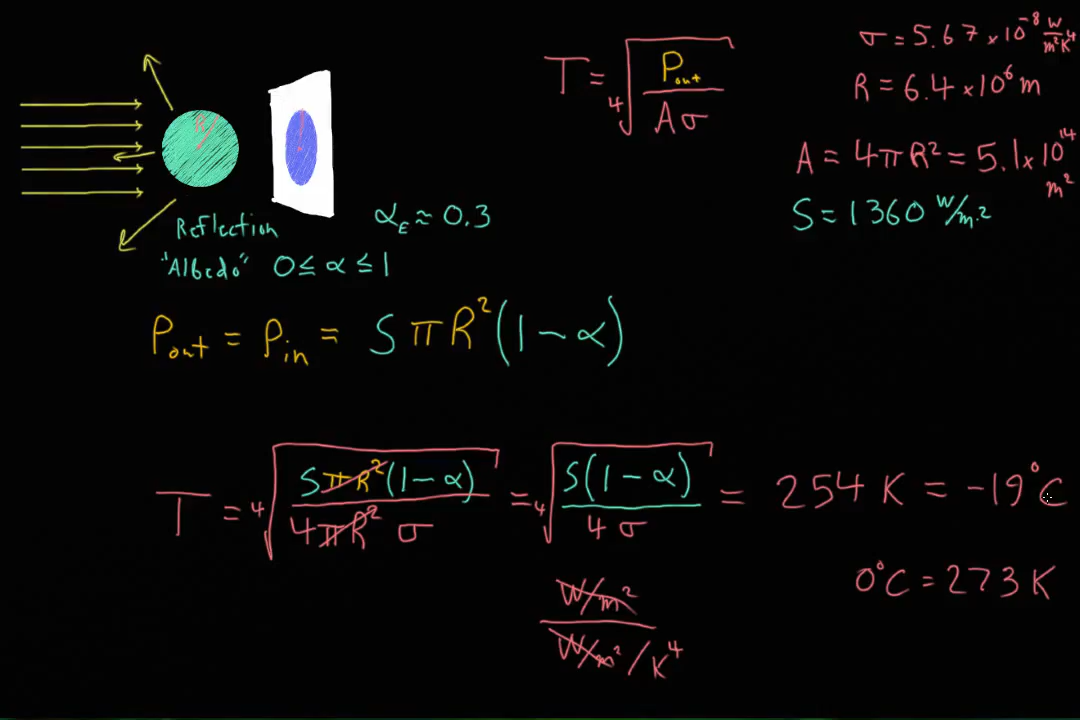 σ = 5.67 × 10⁻⁸ W/m²K⁴
T = ⁴√(P_out / Aσ)
R = 6.4 × 10⁶ m
R
A = 4πR² = 5.1 × 10¹⁴ m²
S = 1360 W/m²
Reflection
α_E ≈ 0.3
"Albedo" 0 ≤ α ≤ 1
P_out = P_in = SπR²(1 − α)
T = ⁴√(SπR²(1 − α) / 4πR²σ) = ⁴√(S(1 − α) / 4σ) = 254 K = −19°C
0°C = 273 K
W/m²
W/m² / K⁴